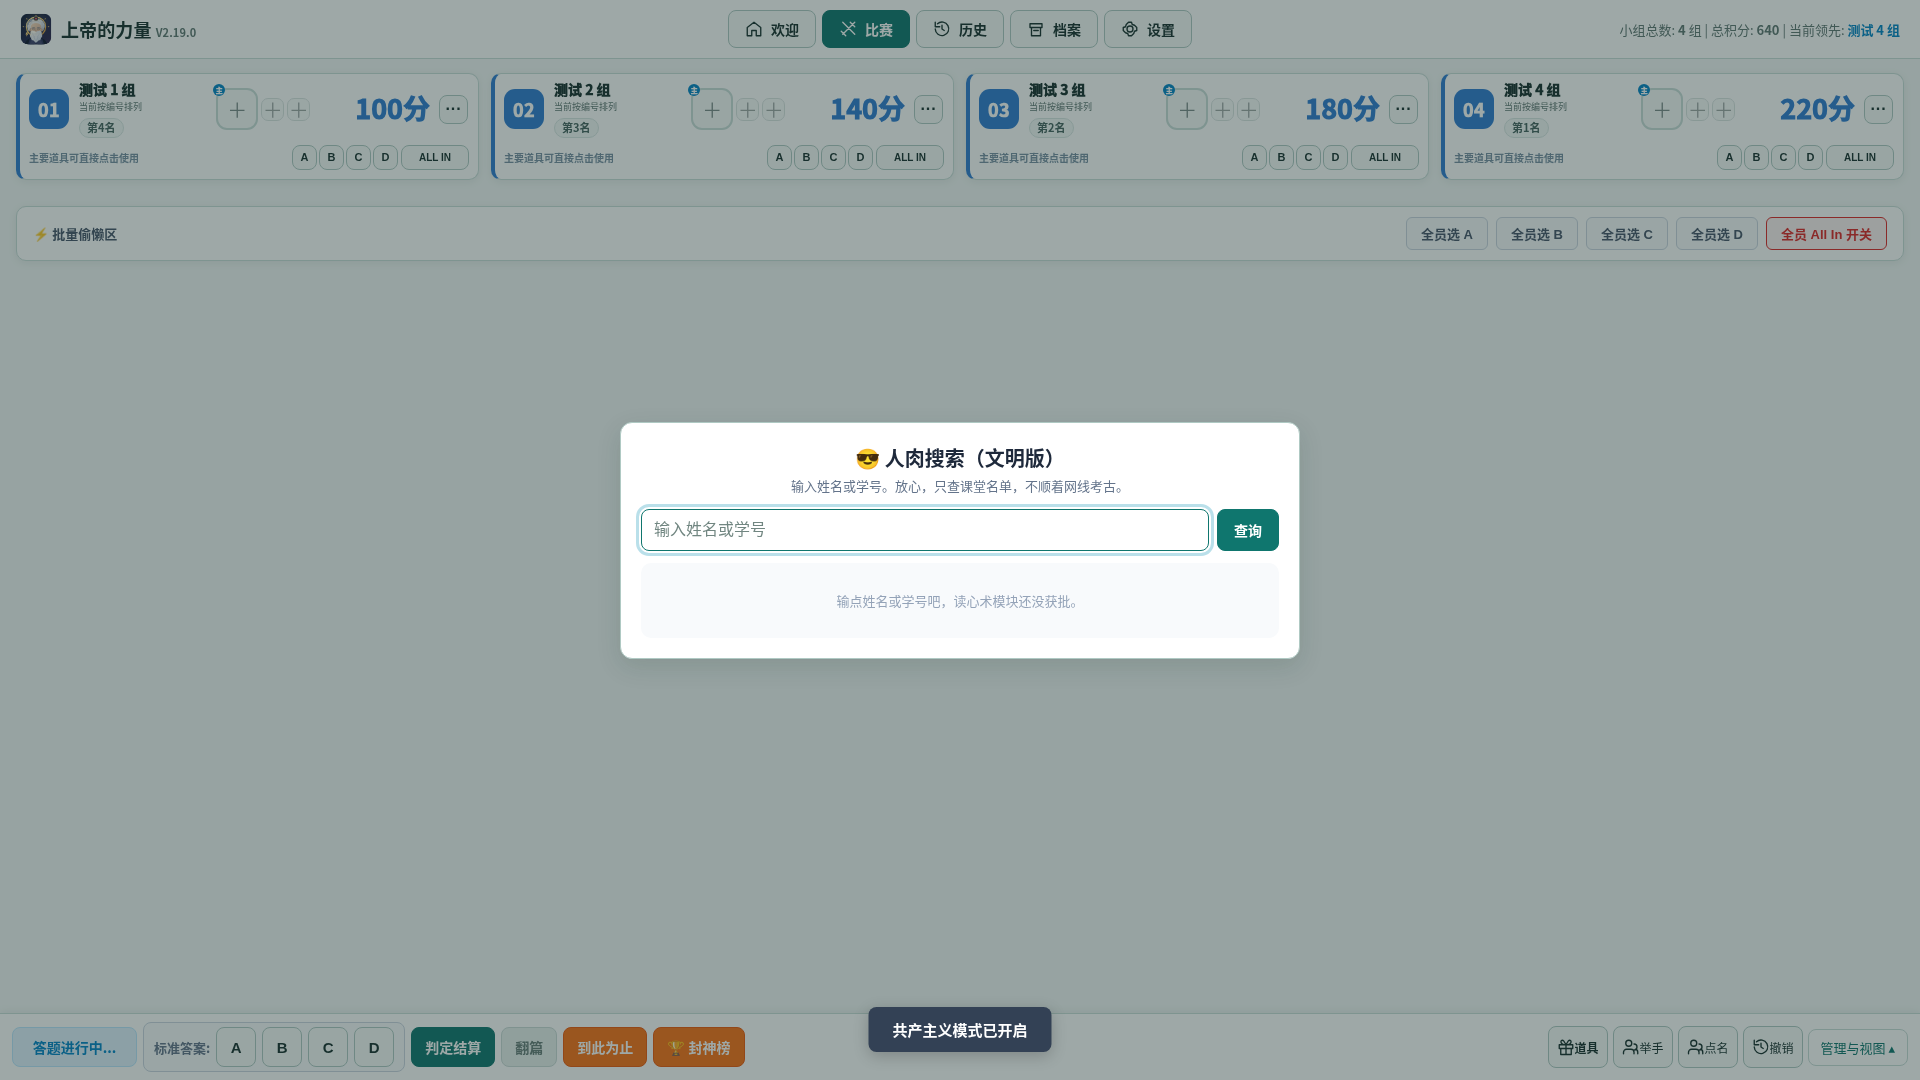 上帝的力量 V2.19.0
欢迎
比赛
历史
档案
设置
小组总数: 4 组 | 总积分: 640 | 当前领先: 测试 4 组
01
测试 1 组
当前按编号排列
第4名
主
100分
主要道具可直接点击使用
A B C D ALL IN
02
测试 2 组
当前按编号排列
第3名
主
140分
主要道具可直接点击使用
A B C D ALL IN
03
测试 3 组
当前按编号排列
第2名
主
180分
主要道具可直接点击使用
A B C D ALL IN
04
测试 4 组
当前按编号排列
第1名
主
220分
主要道具可直接点击使用
A B C D ALL IN
⚡ 批量偷懒区
全员选 A
全员选 B
全员选 C
全员选 D
全员 All In 开关
😎 人肉搜索（文明版）
输入姓名或学号。放心，只查课堂名单，不顺着网线考古。
输入姓名或学号
查询
输点姓名或学号吧，读心术模块还没获批。
共产主义模式已开启
答题进行中...
标准答案: A B C D
判定结算
翻篇
到此为止
🏆 封神榜
道具
举手
点名
撤销
管理与视图 ▴